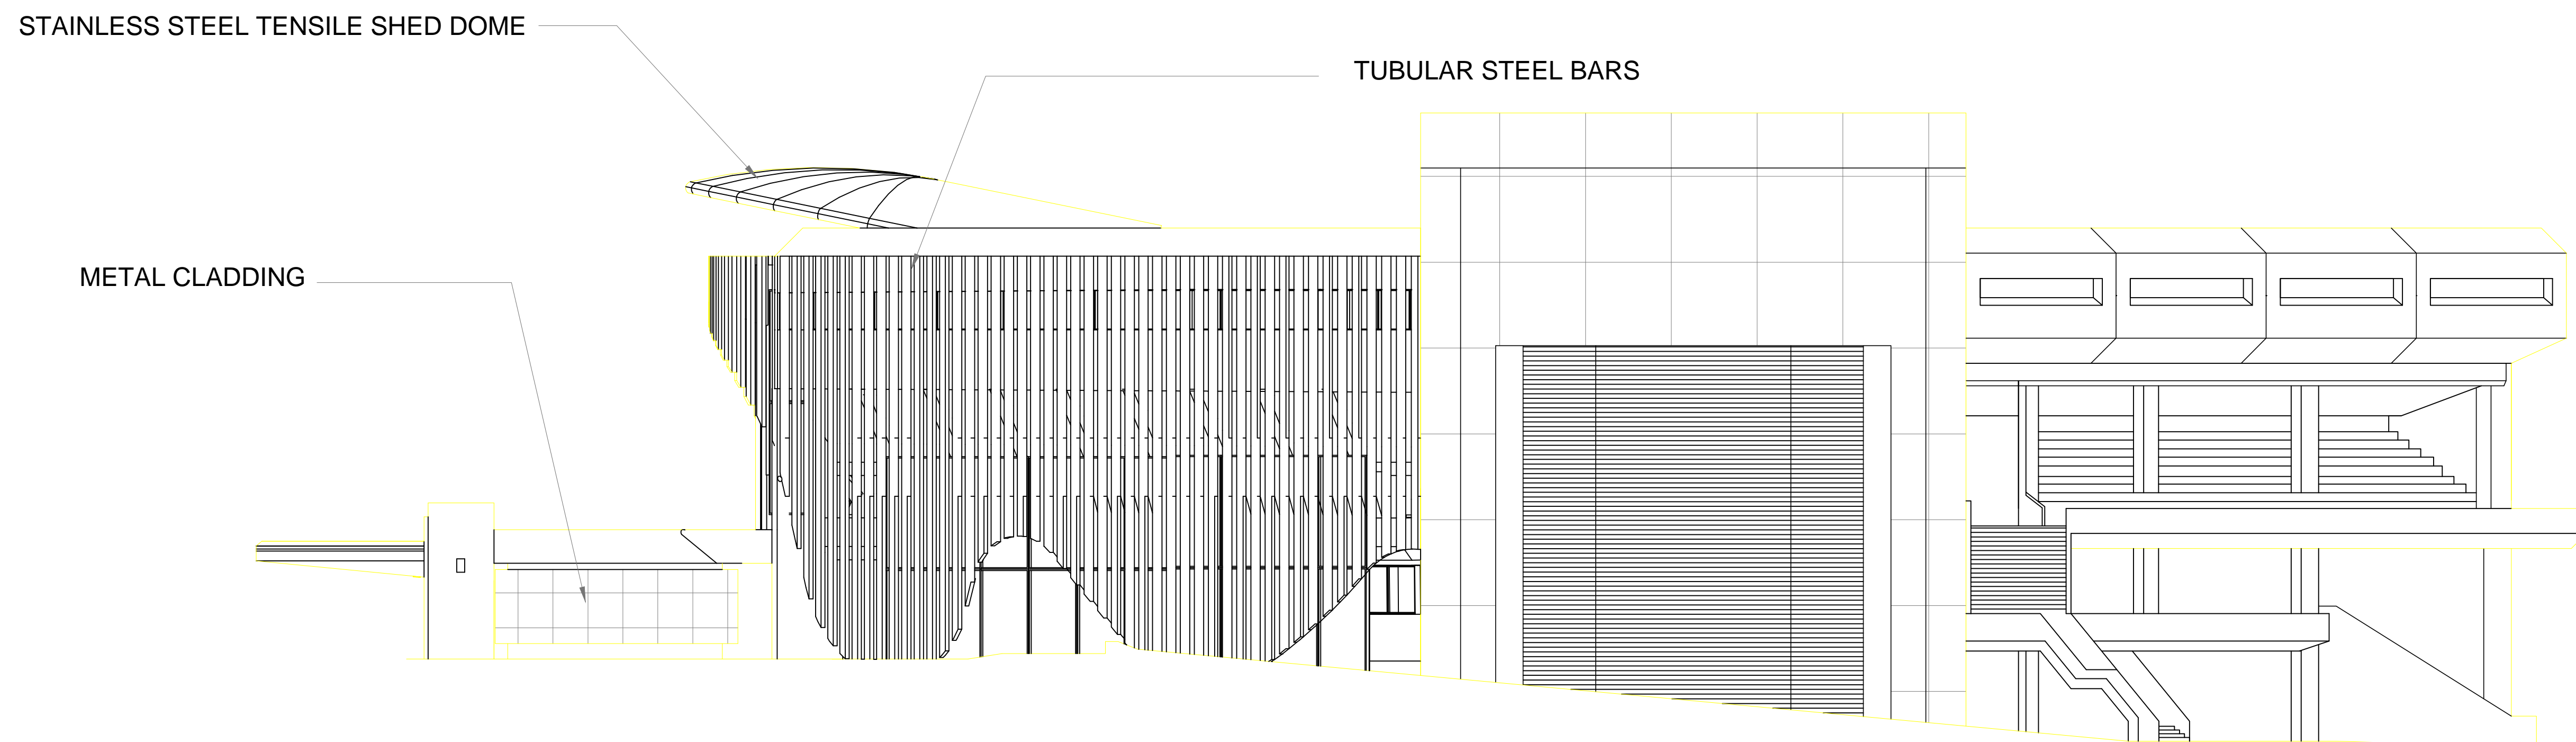 STAINLESS STEEL TENSILE SHED DOME
TUBULAR STEEL BARS
METAL CLADDING